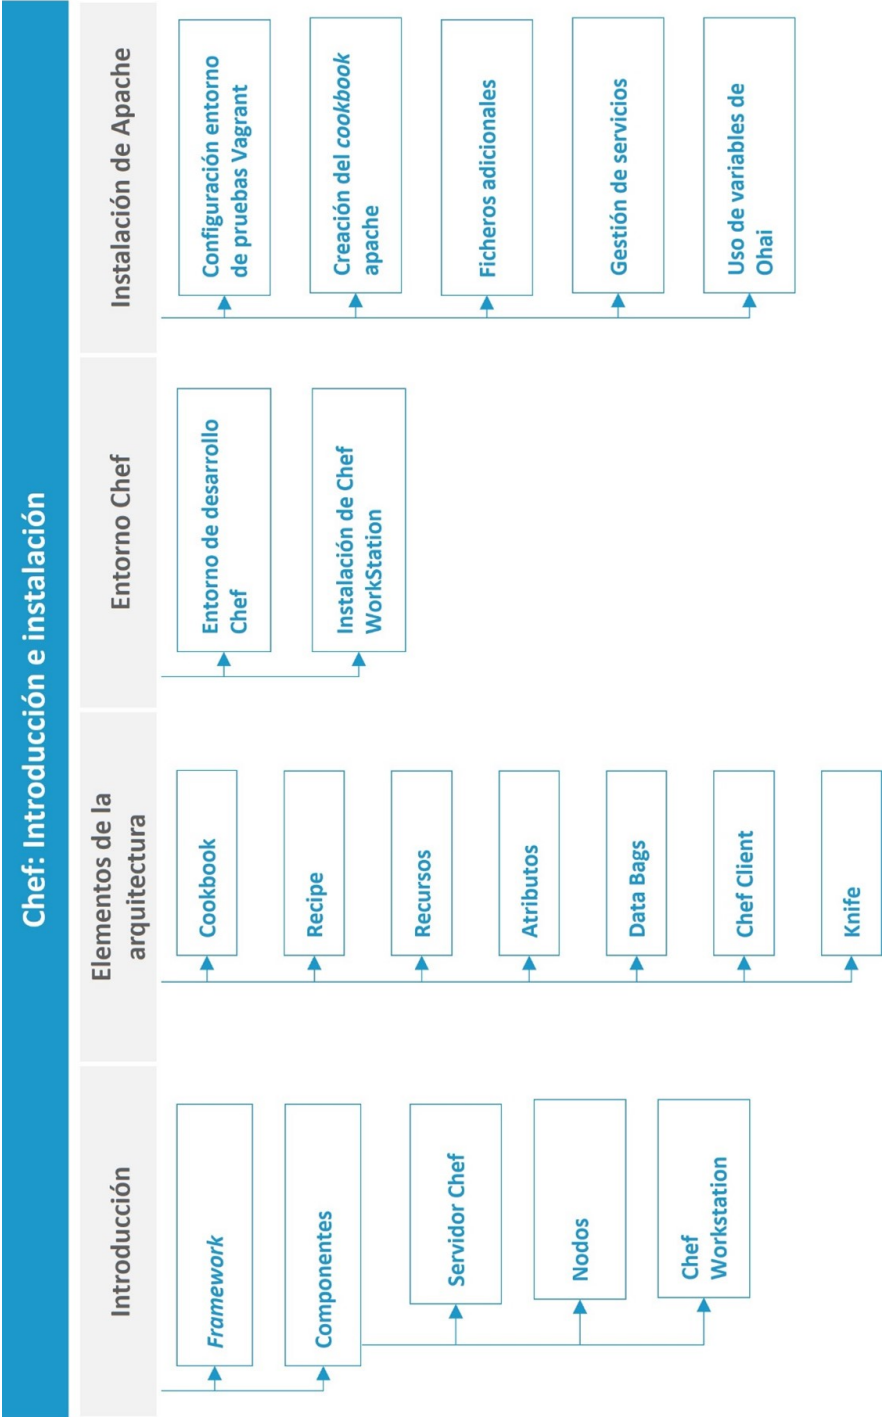 Chef: Introducción e instalación
Introducción
Framework
Componentes
Servidor Chef
Nodos
Chef
Workstation
Elementos de la
arquitectura
Cookbook
Recipe
Recursos
Atributos
Data Bags
Chef Client
Knife
Entorno Chef
Entorno de desarrollo
Chef
Instalación de Chef
WorkStation
Instalación de Apache
Configuración entorno
de pruebas Vagrant
Creación del cookbook
apache
Ficheros adicionales
Gestión de servicios
Uso de variables de
Ohai